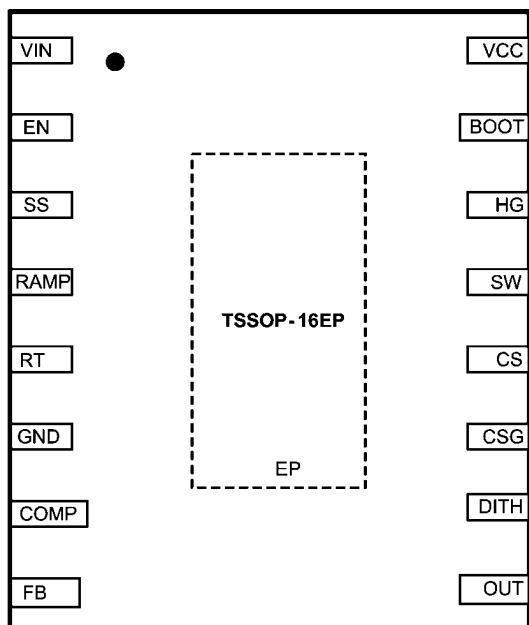 VIN VCC
EN BOOT
SS HG
RAMP SW
TSSOP-16EP
RT CS
GND CSG
EP
COMP DITH
FB OUT